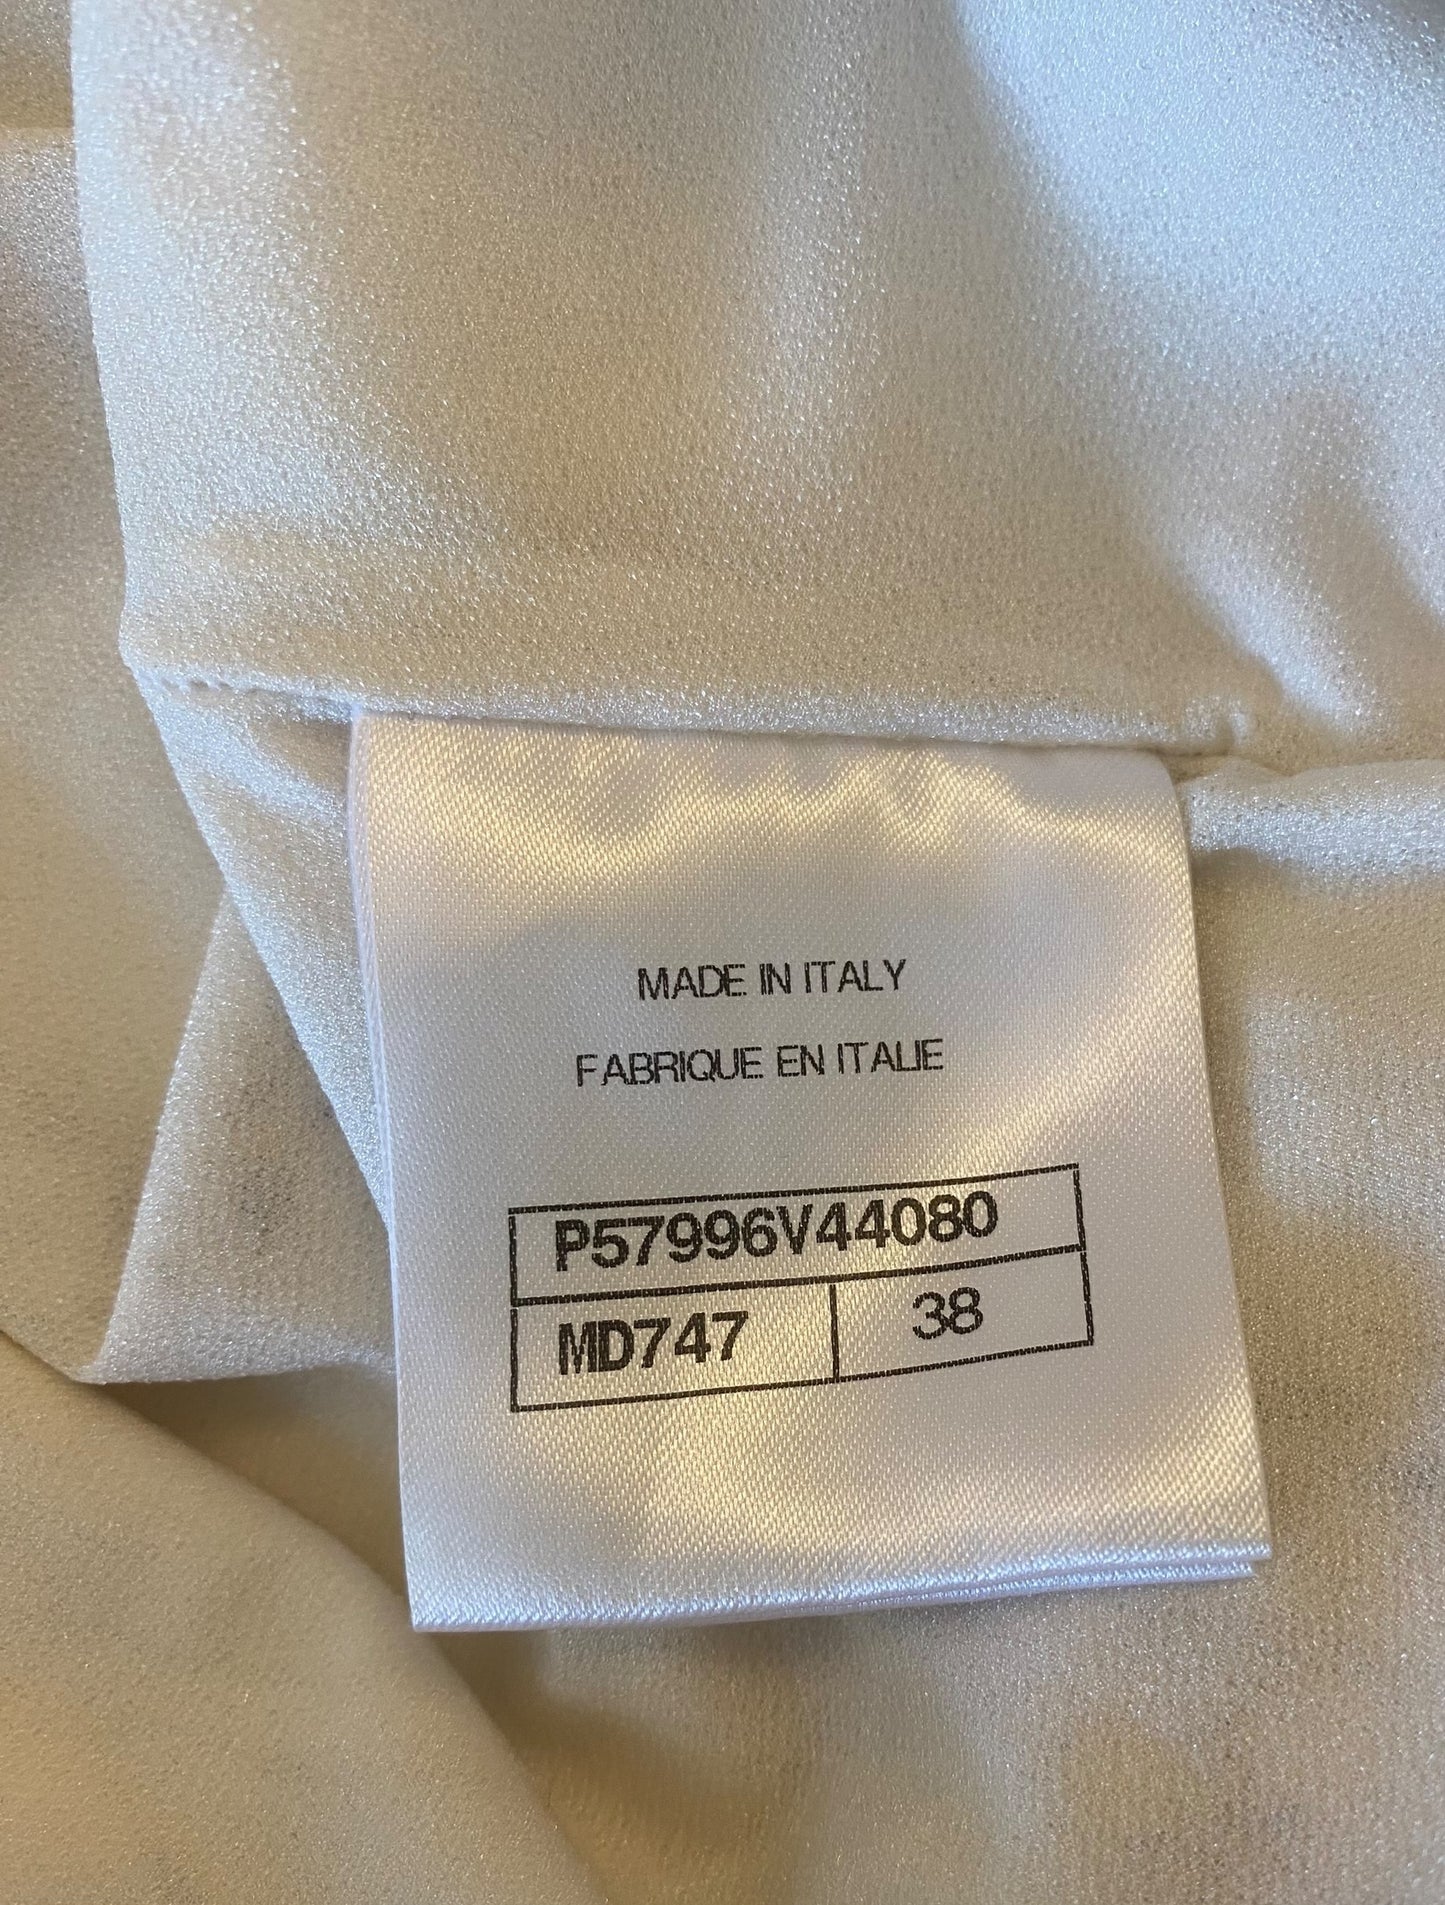 MADE IN ITALY
FABRIQUE EN ITALIE
P57996V44080
MD747 38